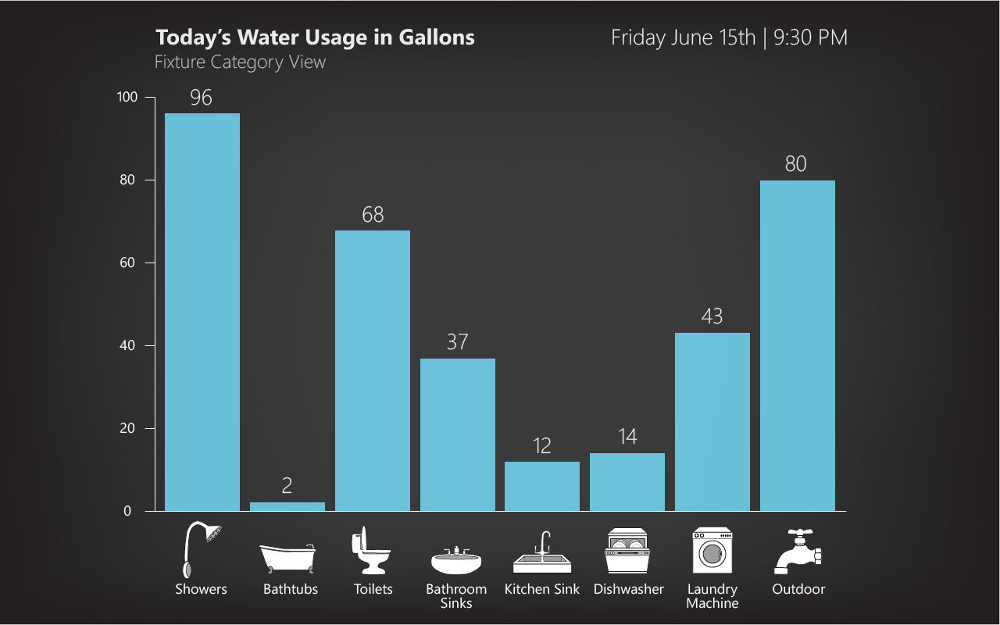 Today's Water Usage in Gallons
Friday June 15th | 9:30 PM
Fixture Category View
100
80
60
40
20
0
96
2
68
37
12
14
43
80
Showers
Bathtubs
Toilets
Bathroom
Sinks
Kitchen Sink
Dishwasher
Laundry
Machine
Outdoor